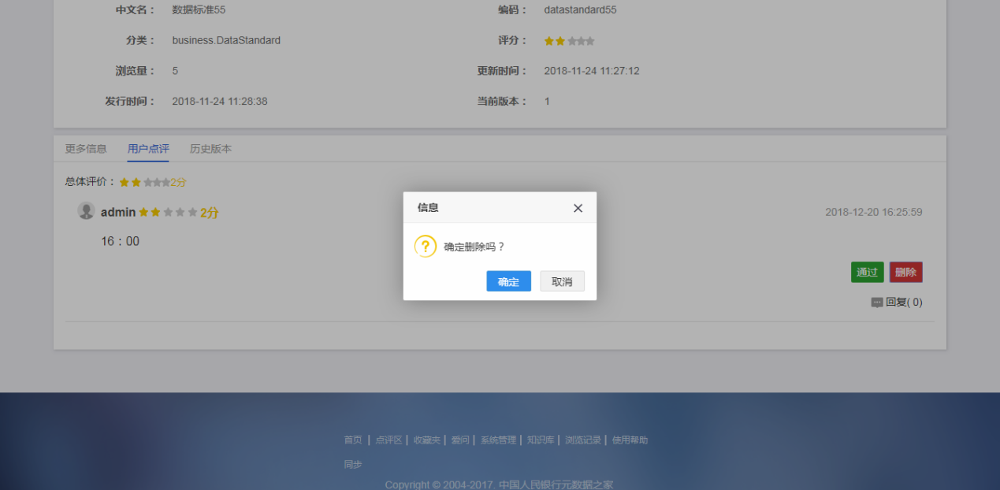 中文名： 数据标准55 编码： datastandard55
分类： business.DataStandard 评分：
浏览量： 5 更新时间： 2018-11-24 11:27:12
发行时间： 2018-11-24 11:28:38 当前版本： 1
更多信息 用户点评 历史版本
总体评价： 2分
admin 2分 2018-12-20 16:25:59
16：00
信息
确定删除吗？
确定 取消
通过 删除
回复( 0)
首页 | 点评区 | 收藏夹 | 爱问 | 系统管理 | 知识库 | 浏览记录 | 使用帮助
同步
Copyright © 2004-2017. 中国人民银行元数据之家